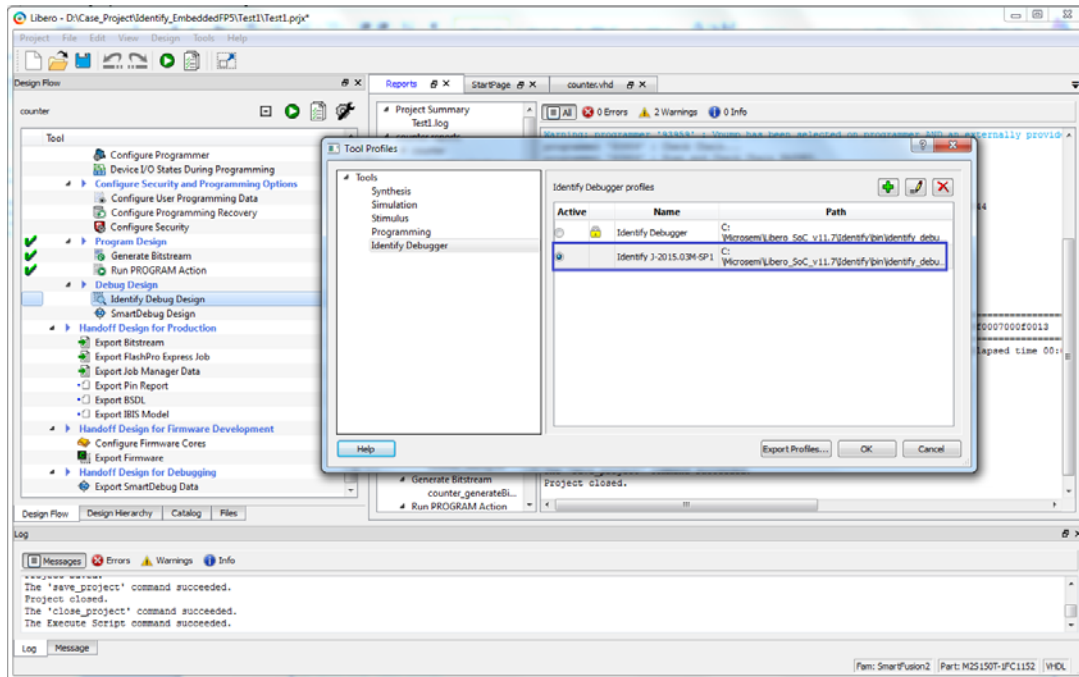 Libero - D:\Case_Project\Identify_EmbeddedFP5\Test1\Test1.prjx*
Project File Edit View Design Tools Help
Design Flow
counter
Tool
Configure Programmer
Device I/O States During Programming
Configure Security and Programming Options
Configure User Programming Data
Configure Programming Recovery
Configure Security
Program Design
Generate Bitstream
Run PROGRAM Action
Debug Design
Identify Debug Design
SmartDebug Design
Handoff Design for Production
Export Bitstream
Export FlashPro Express Job
Export Job Manager Data
Export Pin Report
Export BSDL
Export IBIS Model
Handoff Design for Firmware Development
Configure Firmware Cores
Export Firmware
Handoff Design for Debugging
Export SmartDebug Data
Design Flow Design Hierarchy Catalog Files
Reports StartPage counter.vhd
Project Summary
Test1.log
All 0 Errors 2 Warnings 0 Info
Tool Profiles
Tools
Synthesis
Simulation
Stimulus
Programming
Identify Debugger
Identify Debugger profiles
Active Name Path
Identify Debugger C:\Microsemi\Libero_SoC_v11.7\Identify\bin\identify_debu...
Identify J-2015.03M-SP1 C:\Microsemi\Libero_SoC_v11.7\Identify\bin\identify_debu...
Help Export Profiles... OK Cancel
44
f0007000f0013
lapsed time 00:
Generate Bitstream
counter_generateBi...
Run PROGRAM Action
Project closed.
Log
Messages Errors Warnings Info
The 'save_project' command succeeded.
Project closed.
The 'close_project' command succeeded.
The Execute Script command succeeded.
Log Message
Fam: SmartFusion2 Part: M2S150T-1FC1152 VHDL